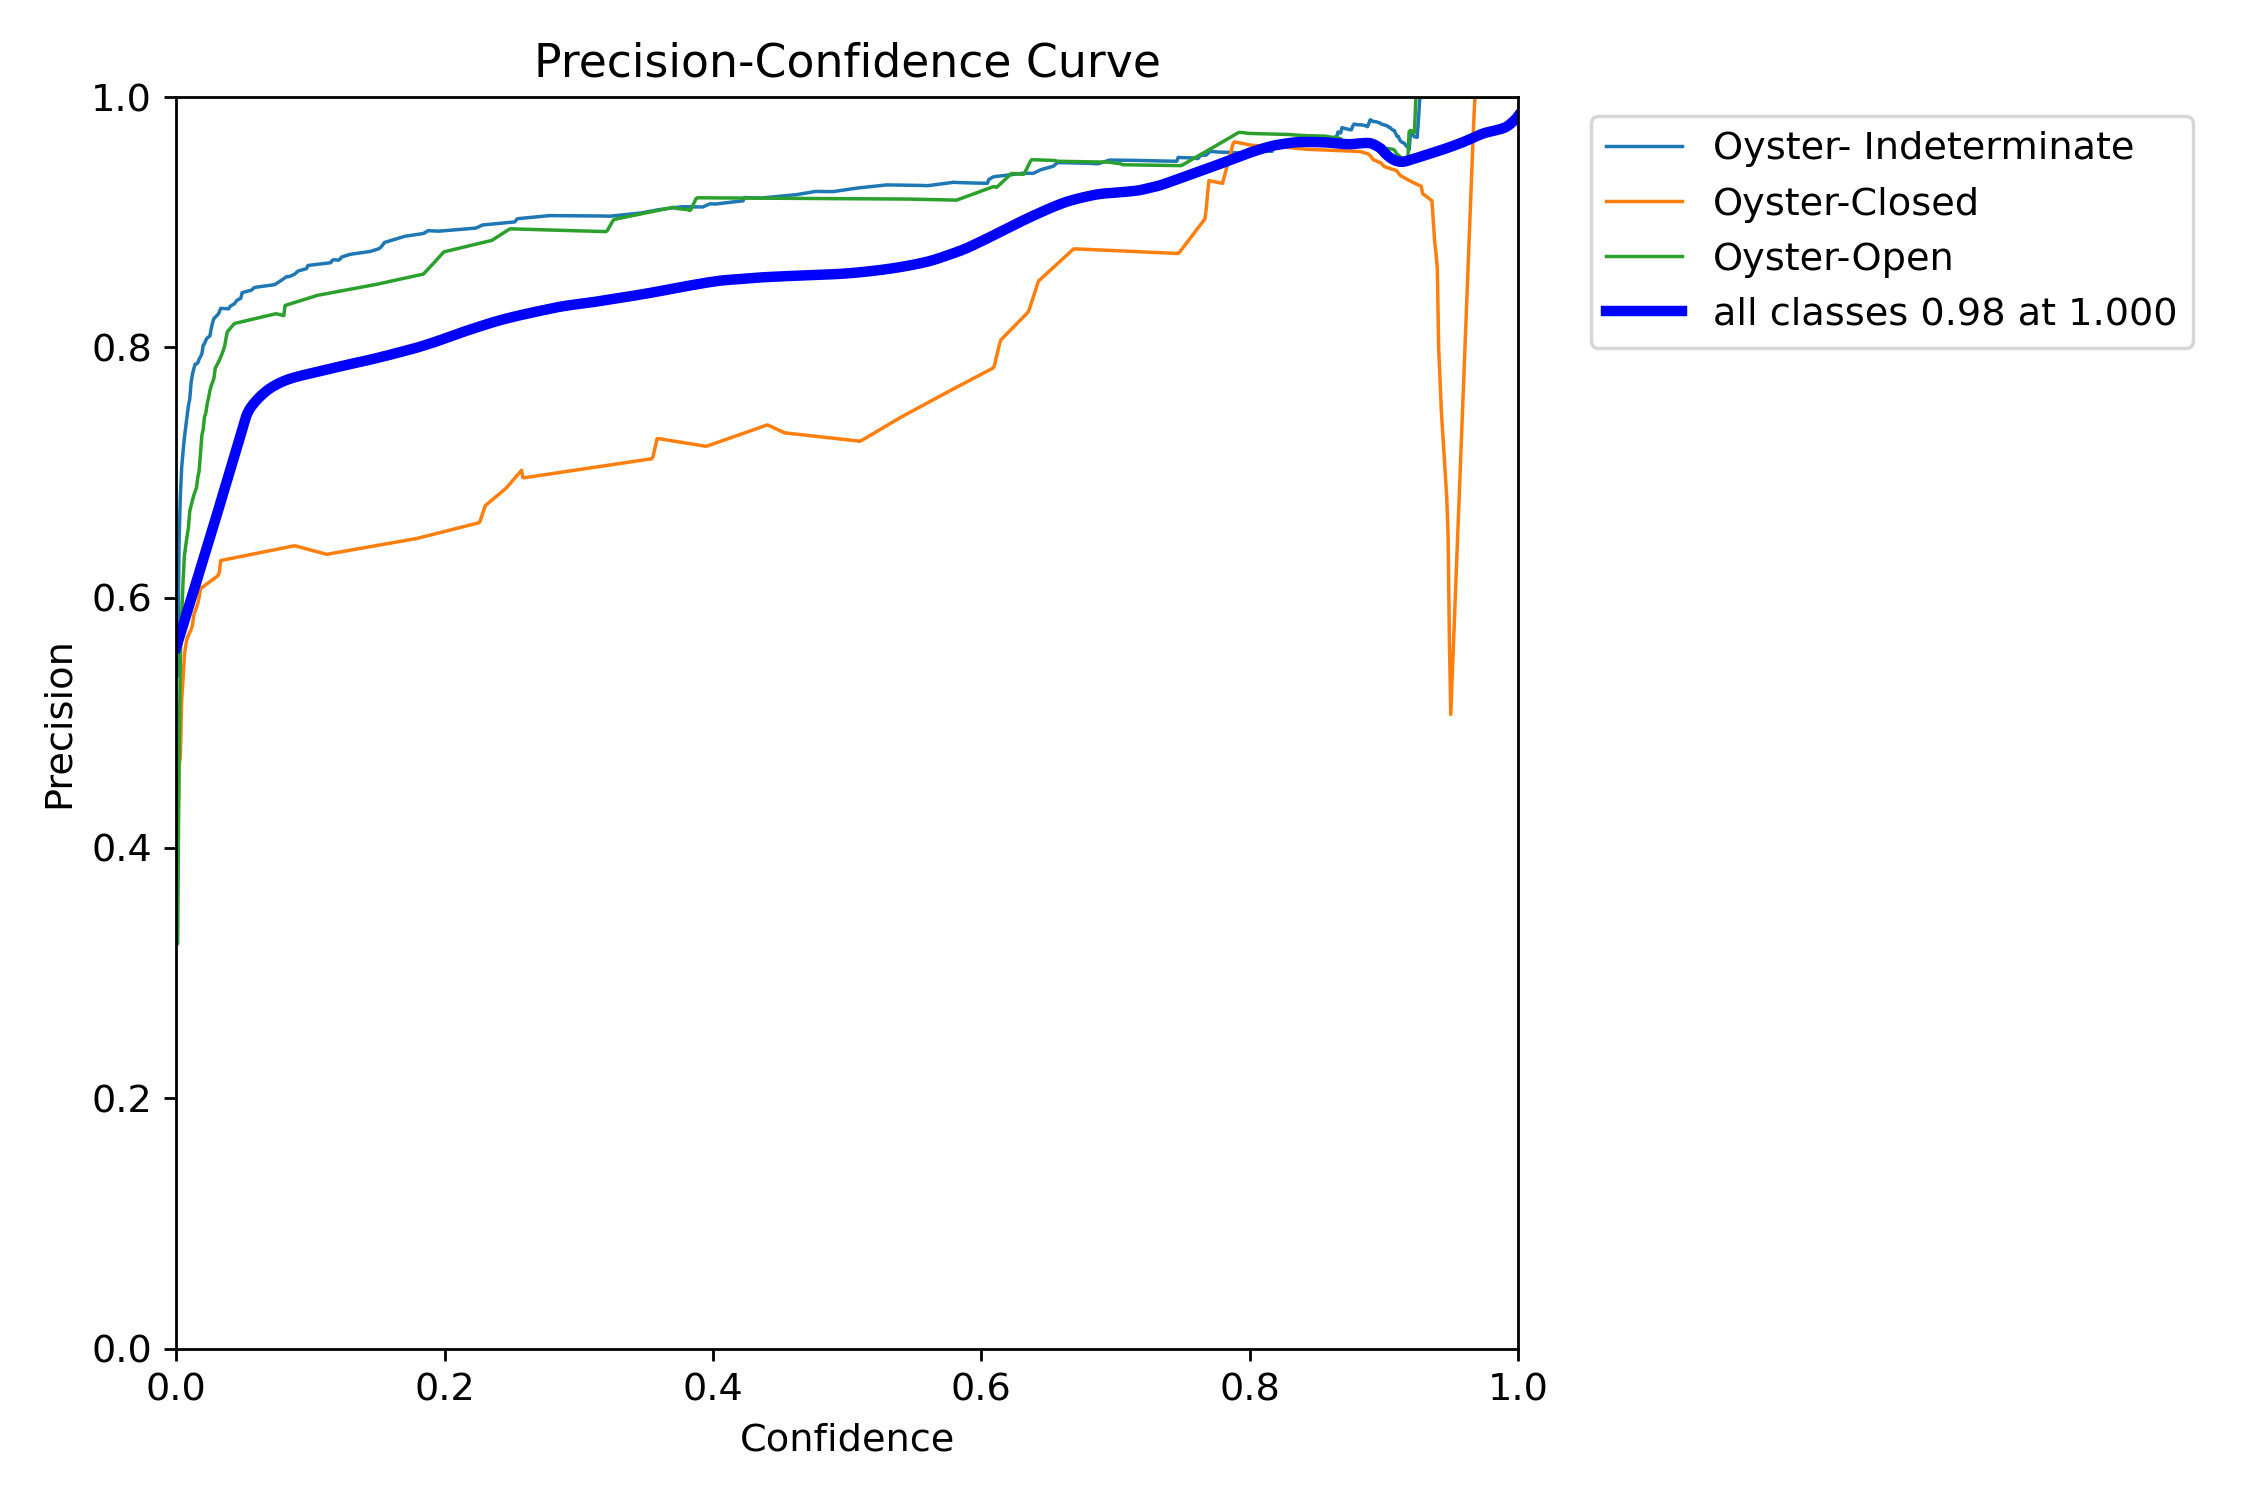 Precision-Confidence Curve
1.0
0.8
0.6
0.4
0.2
0.0
Precision
0.0 0.2 0.4 0.6 0.8 1.0
Confidence
Oyster- Indeterminate
Oyster-Closed
Oyster-Open
all classes 0.98 at 1.000